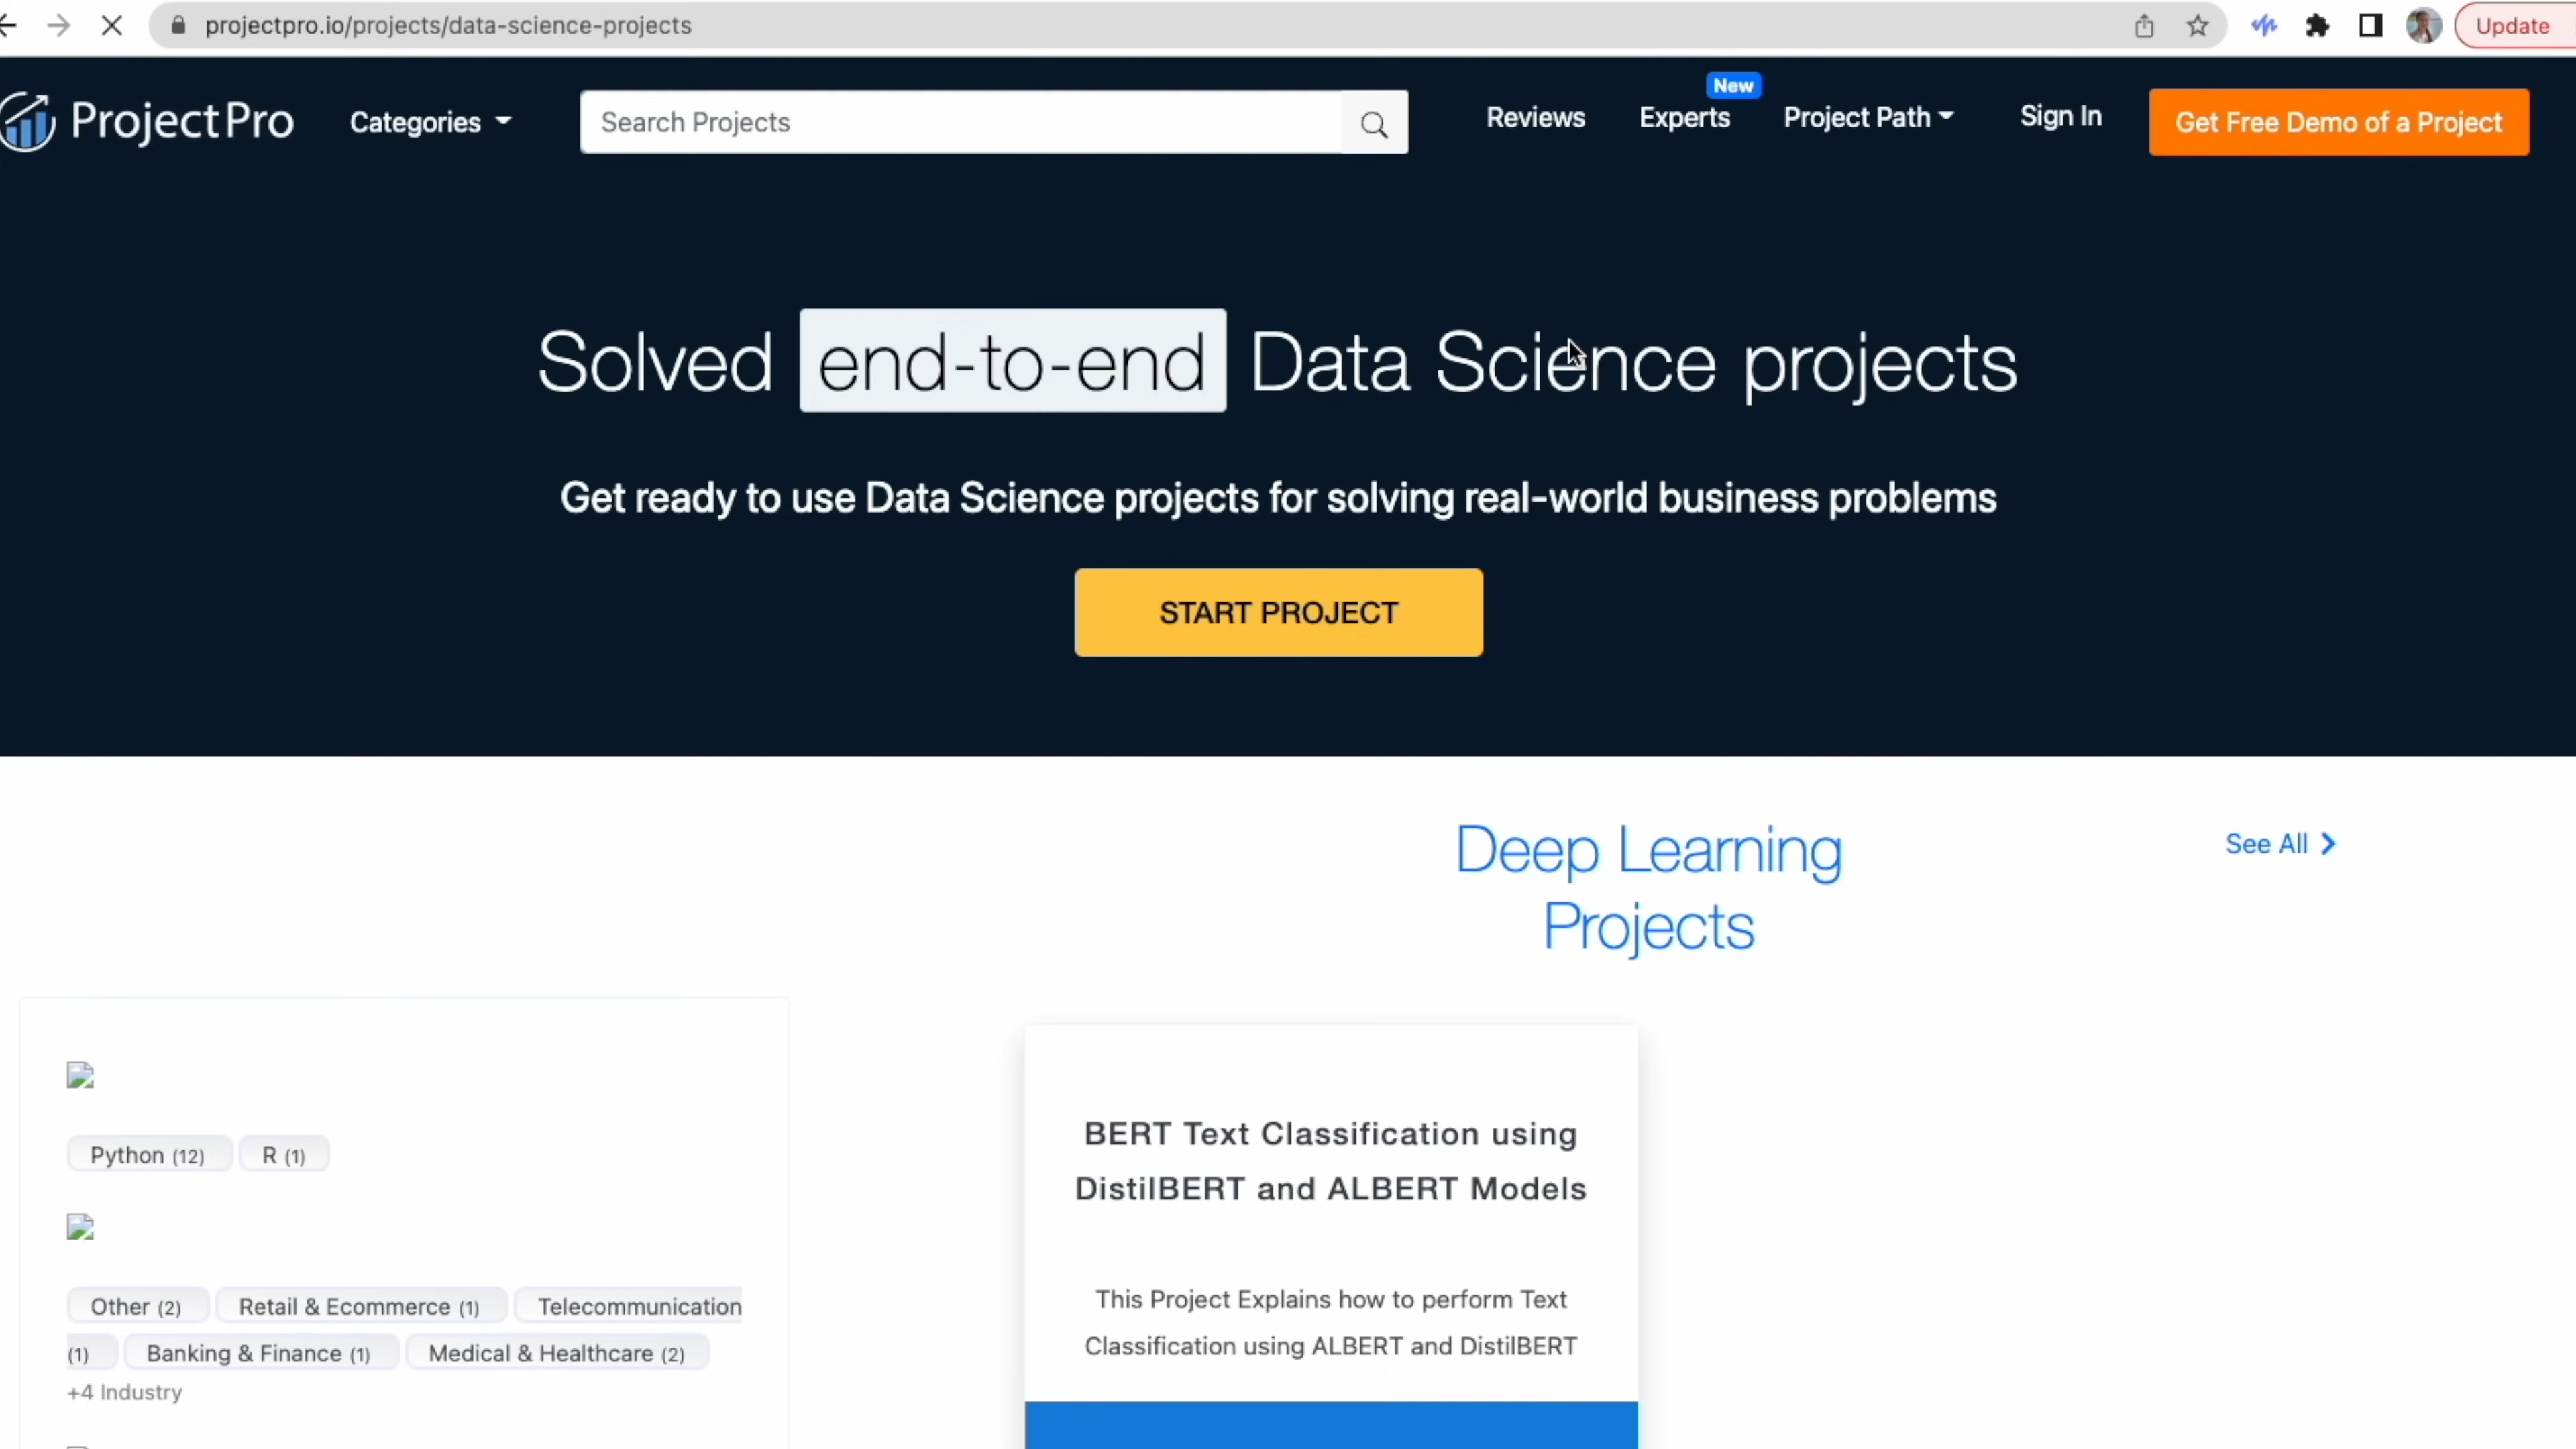 projectpro.io/projects/data-science-projects
Update
ProjectPro
Categories
Search Projects
Reviews
New
Experts
Project Path
Sign In
Get Free Demo of a Project
Solved end-to-end Data Science projects
Get ready to use Data Science projects for solving real-world business problems
START PROJECT
Deep Learning
Projects
See All
Python (12)
R (1)
Other (2)
Retail & Ecommerce (1)
Telecommunication
(1)
Banking & Finance (1)
Medical & Healthcare (2)
+4 Industry
BERT Text Classification using
DistilBERT and ALBERT Models
This Project Explains how to perform Text
Classification using ALBERT and DistilBERT